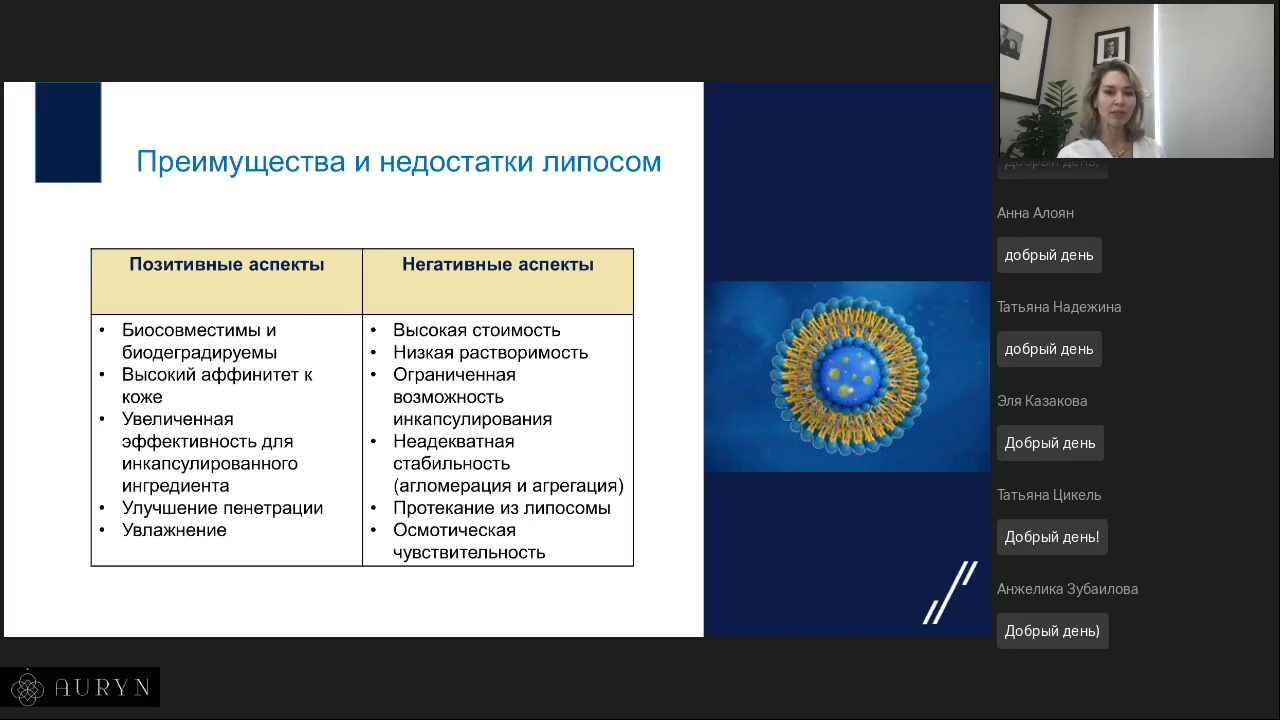 Преимущества и недостатки липосом
Позитивные аспекты
Негативные аспекты
• Биосовместимы и
биодеградируемы
• Высокий аффинитет к
коже
• Увеличенная
эффективность для
инкапсулированного
ингредиента
• Улучшение пенетрации
• Увлажнение
• Высокая стоимость
• Низкая растворимость
• Ограниченная
возможность
инкапсулирования
• Неадекватная
стабильность
(агломерация и агрегация)
• Протекание из липосомы
• Осмотическая
чувствительность
Добрый день,
Анна Алоян
добрый день
Татьяна Надежина
добрый день
Эля Казакова
Добрый день
Татьяна Цикель
Добрый день!
Анжелика Зубаилова
Добрый день)
AURYN